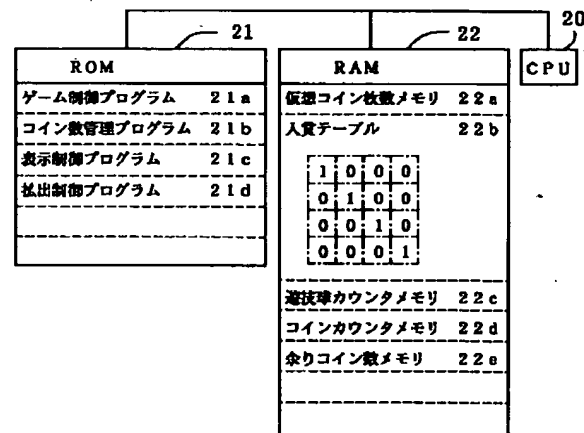 21
22
20
ROM
ゲーム制御プログラム 21a
コイン数管理プログラム 21b
表示制御プログラム 21c
払出制御プログラム 21d
RAM
仮想コイン枚数メモリ 22a
入賞テーブル 22b
1 0 0 0
0 1 0 0
0 0 1 0
0 0 0 1
遊技球カウンタメモリ 22c
コインカウンタメモリ 22d
余りコイン数メモリ 22e
CPU